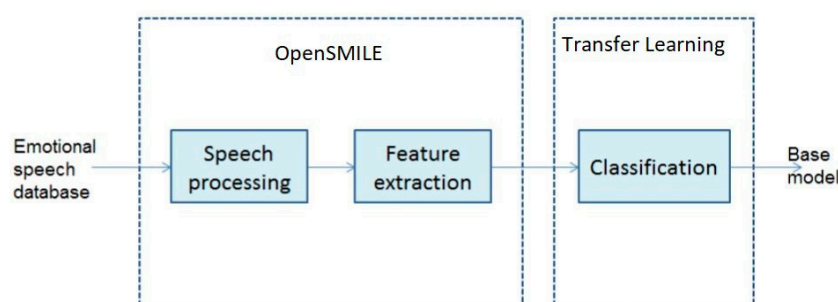 OpenSMILE
Transfer Learning
Emotional
speech
database
Speech
processing
Feature
extraction
Classification
Base
model